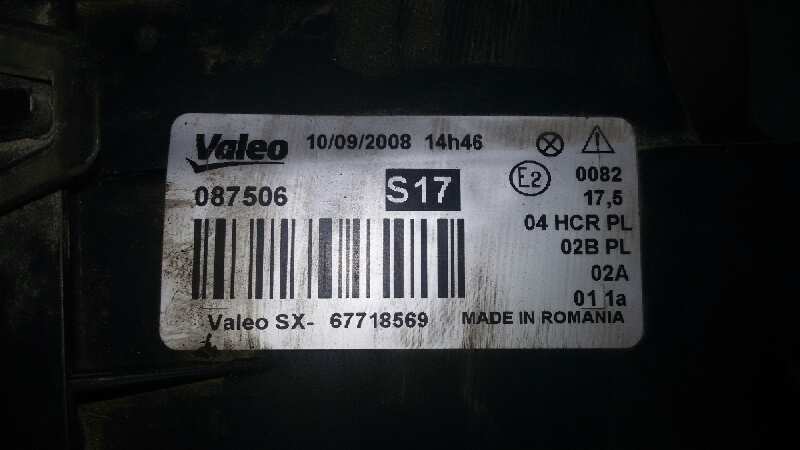 Valeo 10/09/2008 14h46
087506 S17 E2 0082
17,5
04 HCR PL
02B PL
02A
01 1a
Valeo SX- 67718569 MADE IN ROMANIA